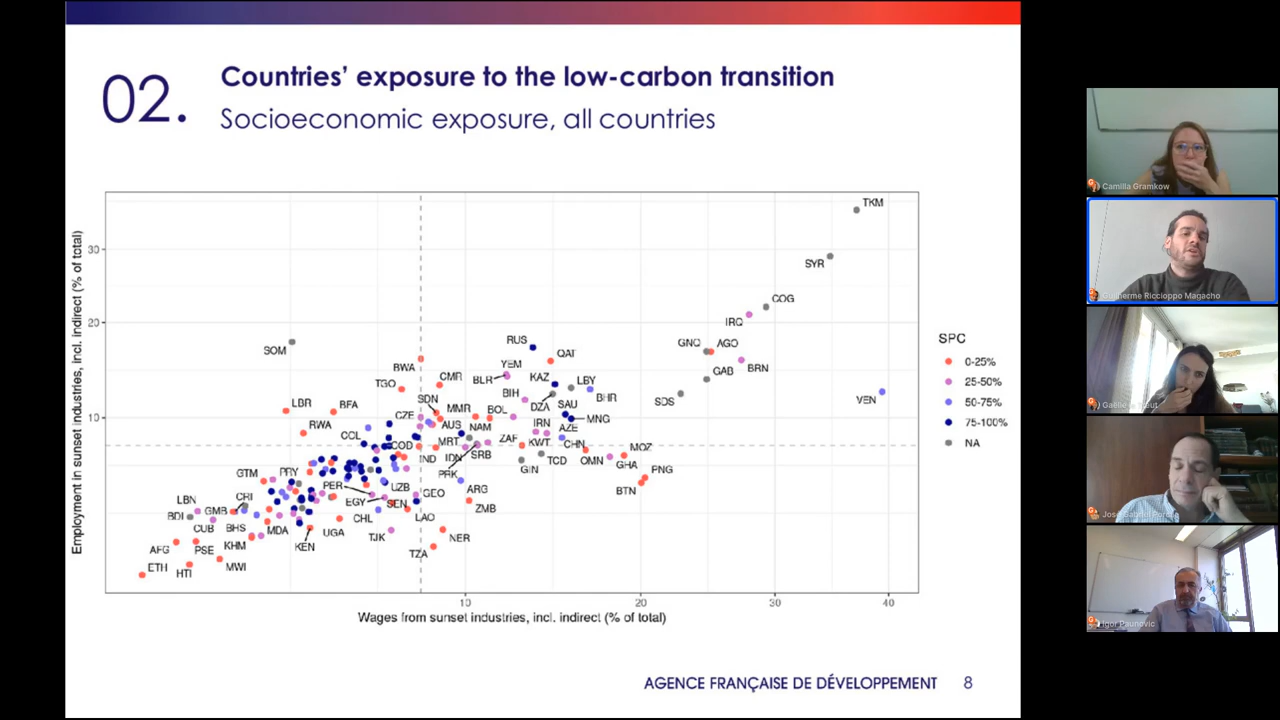 02.
Countries' exposure to the low-carbon transition
Socioeconomic exposure, all countries
Employment in sunset industries, incl. indirect (% of total)
30
20
10
TKM
SYR
COG
IRQ
GNQ
AGO
GAB
BRN
SDS
VEN
SOM
RUS
QAT
BWA
YEM
CMR
BLR
KAZ
LBY
TGO
BIH
BHR
SDN
DZA
SAU
LBR
BFA
CZE
MMR
BOL
MNG
RWA
AUS
NAM
IRN
AZE
COL
COD
MRT
ZAF
KWT
CHN
MOZ
IND
IDN
SRB
GIN
TCD
OMN
GHA
GTM
PRY
PRK
PNG
PER
UZB
GEO
ARG
BTN
LBN
CRI
EGY
SEN
ZMB
BDI
GMB
CHL
LAO
CUB
BHS
MDA
UGA
TJK
NER
AFG
PSE
KHM
KEN
TZA
ETH
HTI
MWI
10
20
30
40
Wages from sunset industries, incl. indirect (% of total)
SPC
0-25%
25-50%
50-75%
75-100%
NA
AGENCE FRANÇAISE DE DÉVELOPPEMENT
8
Camilla Gramkow
Guilherme Riccioppo Magacho
Igor Paunovic